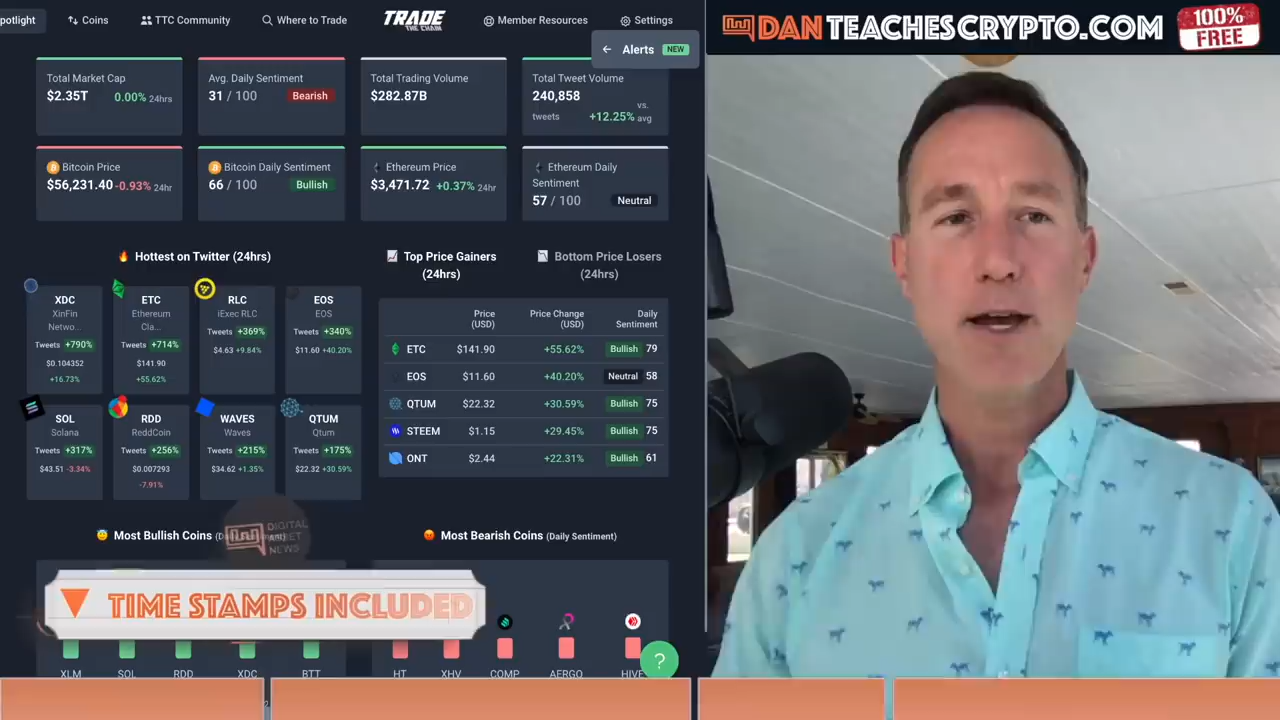 potlight
Coins
TTC Community
Where to Trade
TRADE
THE CHAIN
Member Resources
Settings
Alerts NEW
DANTEACHESCRYPTO.COM
100%
FREE
Total Market Cap
$2.35T 0.00% 24hrs
Avg. Daily Sentiment
31 / 100 Bearish
Total Trading Volume
$282.87B
Total Tweet Volume
240,858
tweets +12.25% vs. avg
Bitcoin Price
$56,231.40 -0.93% 24hr
Bitcoin Daily Sentiment
66 / 100 Bullish
Ethereum Price
$3,471.72 +0.37% 24hr
Ethereum Daily
Sentiment
57 / 100 Neutral
Hottest on Twitter (24hrs)
XDC
XinFin
Netwo...
Tweets +790%
$0.104352
+16.73%
ETC
Ethereum
Cla...
Tweets +714%
$141.90
+55.62%
RLC
iExec RLC
Tweets +369%
$4.63 +9.84%
EOS
EOS
Tweets +340%
$11.60 +40.20%
SOL
Solana
Tweets +317%
$43.51 -3.34%
RDD
ReddCoin
Tweets +256%
$0.007293
-7.91%
WAVES
Waves
Tweets +215%
$34.62 +1.35%
QTUM
Qtum
Tweets +175%
$22.32 +30.59%
Top Price Gainers
(24hrs)
Bottom Price Losers
(24hrs)
Price
(USD)
Price Change
(USD)
Daily
Sentiment
ETC $141.90 +55.62% Bullish 79
EOS $11.60 +40.20% Neutral 58
QTUM $22.32 +30.59% Bullish 75
STEEM $1.15 +29.45% Bullish 75
ONT $2.44 +22.31% Bullish 61
Most Bullish Coins
DIGITAL
NEWS
Most Bearish Coins (Daily Sentiment)
TIME STAMPS INCLUDED
XLM SOL RDD XDC BTT
HT XHV COMP AERGO HIVE
?